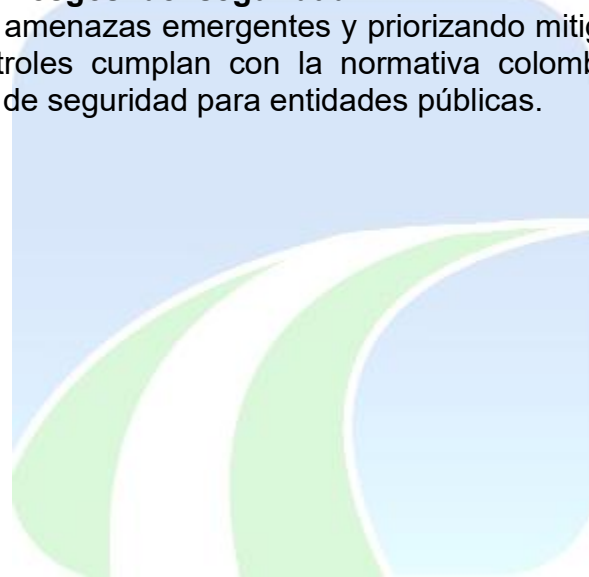 amenazas emergentes y priorizando mitig
troles cumplan con la normativa colomb
de seguridad para entidades públicas.